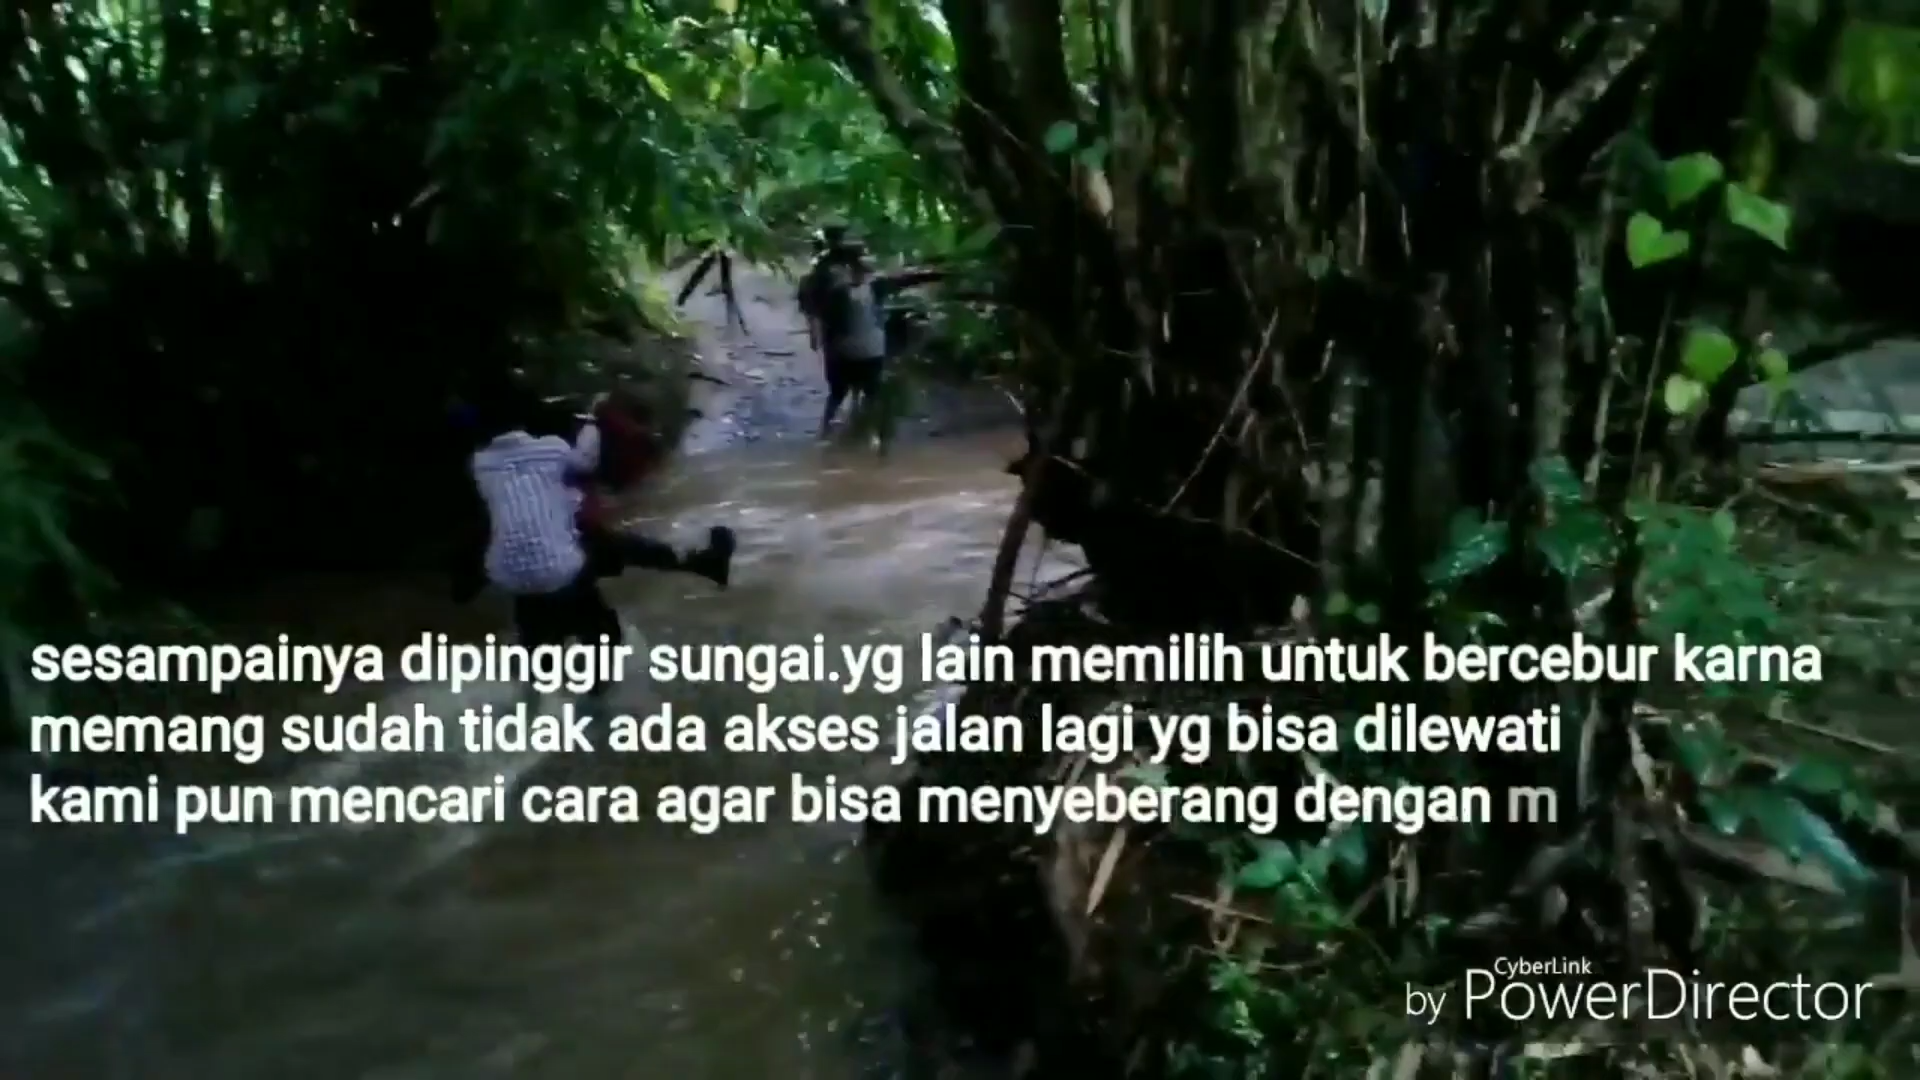 sesampainya dipinggir sungai.yg lain memilih untuk bercebur karna
memang sudah tidak ada akses jalan lagi yg bisa dilewati
kami pun mencari cara agar bisa menyeberang dengan m
CyberLink
by PowerDirector